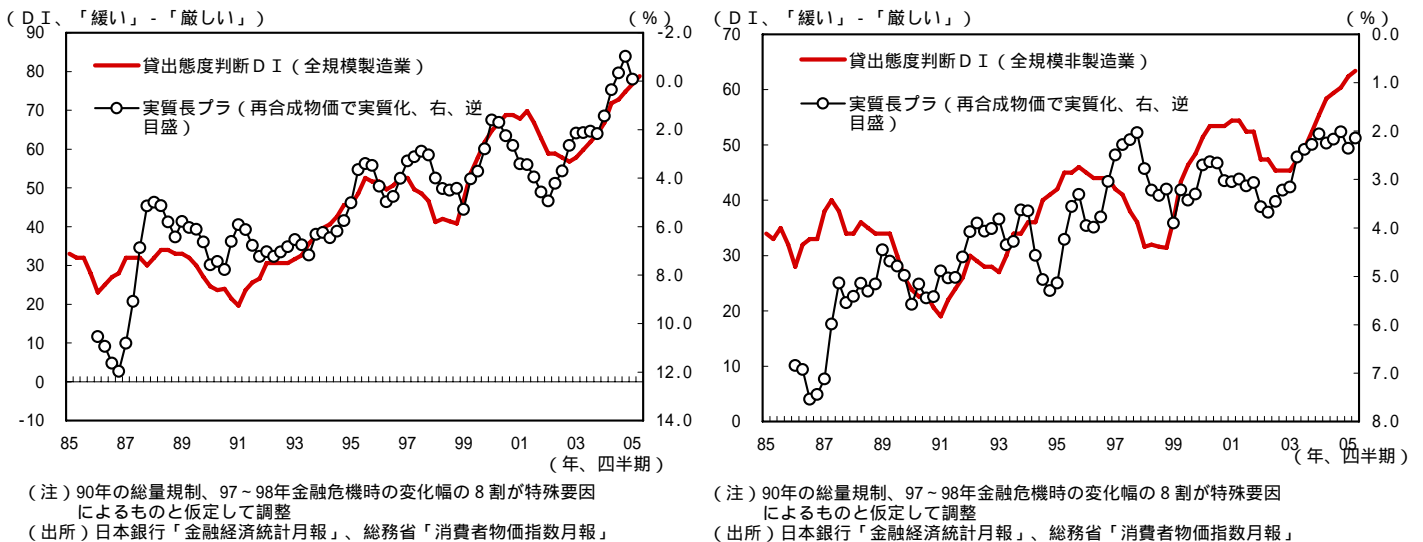 (ＤＩ、「緩い」-「厳しい」)
(%)
90
80
70
60
50
40
30
20
10
0
-10
-2.0
0.0
2.0
4.0
6.0
8.0
10.0
12.0
14.0
貸出態度判断ＤＩ(全規模製造業)
実質長プラ(再合成物価で実質化、右、逆
目盛)
85 87 89 91 93 95 97 99 01 03 05
(年、四半期)
(注)90年の総量規制、97~98年金融危機時の変化幅の８割が特殊要因
によるものと仮定して調整
(出所)日本銀行「金融経済統計月報」、総務省「消費者物価指数月報」
(ＤＩ、「緩い」-「厳しい」)
(%)
70
60
50
40
30
20
10
0
0.0
1.0
2.0
3.0
4.0
5.0
6.0
7.0
8.0
貸出態度判断ＤＩ(全規模非製造業)
実質長プラ(再合成物価で実質化、右、逆
目盛)
85 87 89 91 93 95 97 99 01 03 05
(年、四半期)
(注)90年の総量規制、97~98年金融危機時の変化幅の８割が特殊要因
によるものと仮定して調整
(出所)日本銀行「金融経済統計月報」、総務省「消費者物価指数月報」